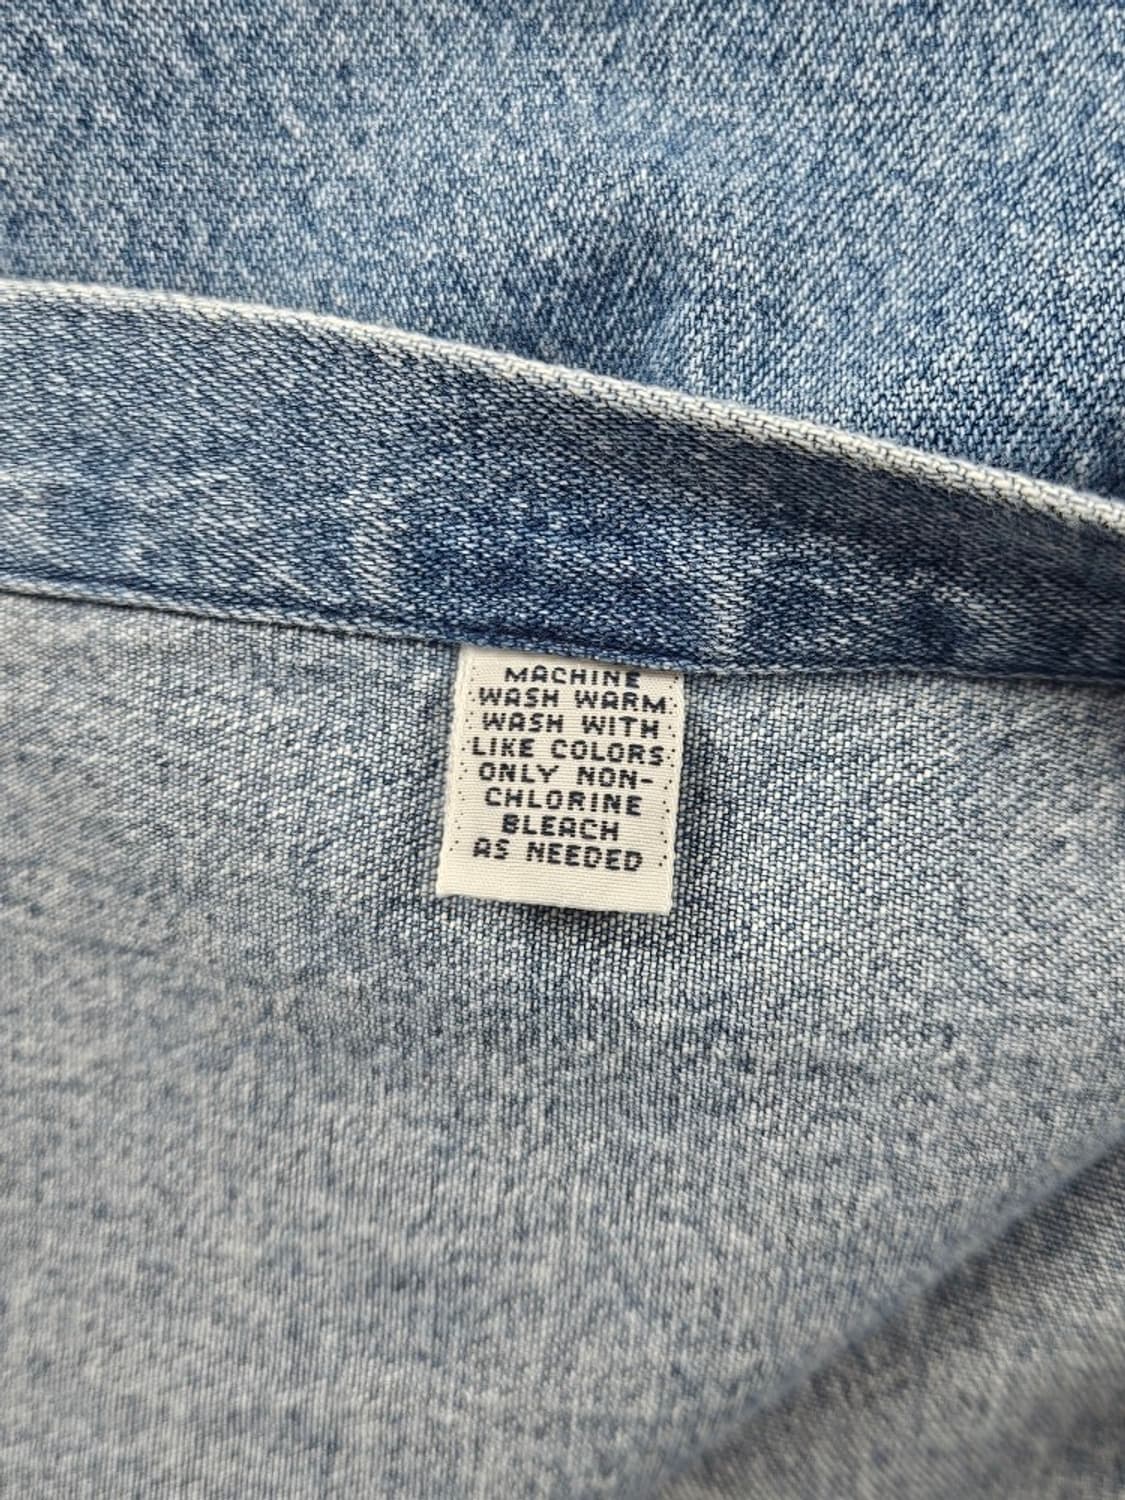 MACHINE
WASH WARM
WASH WITH
LIKE COLORS
ONLY NON-
CHLORINE
BLEACH
AS NEEDED